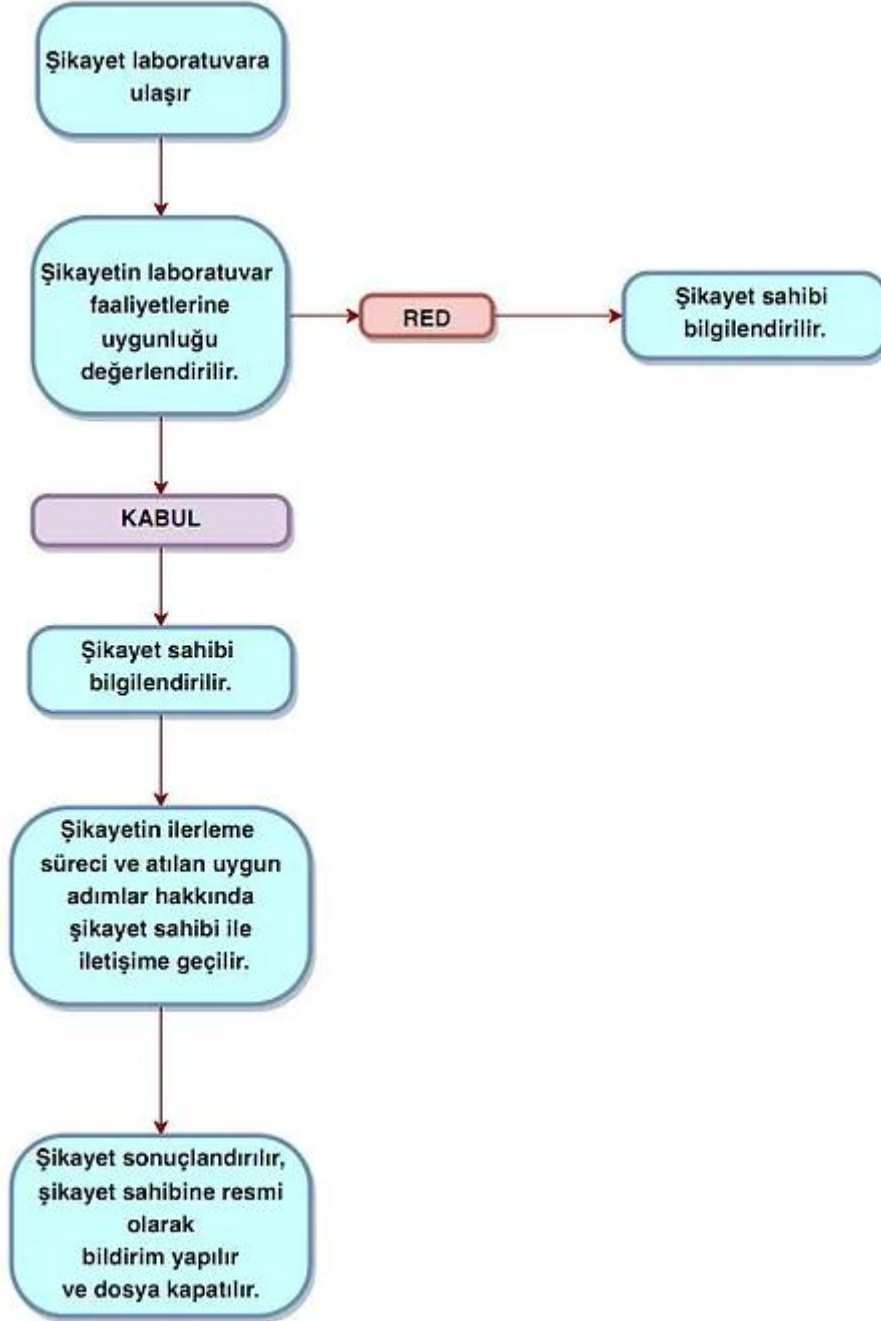 Şikayet laboratuvara
ulaşır
Şikayetin laboratuvar
faaliyetlerine
uygunluğu
değerlendirilir.
RED
Şikayet sahibi
bilgilendirilir.
KABUL
Şikayet sahibi
bilgilendirilir.
Şikayetin ilerleme
süreci ve atılan uygun
adımlar hakkında
şikayet sahibi ile
iletişime geçilir.
Şikayet sonuçlandırılır,
şikayet sahibine resmi
olarak
bildirim yapılır
ve dosya kapatılır.